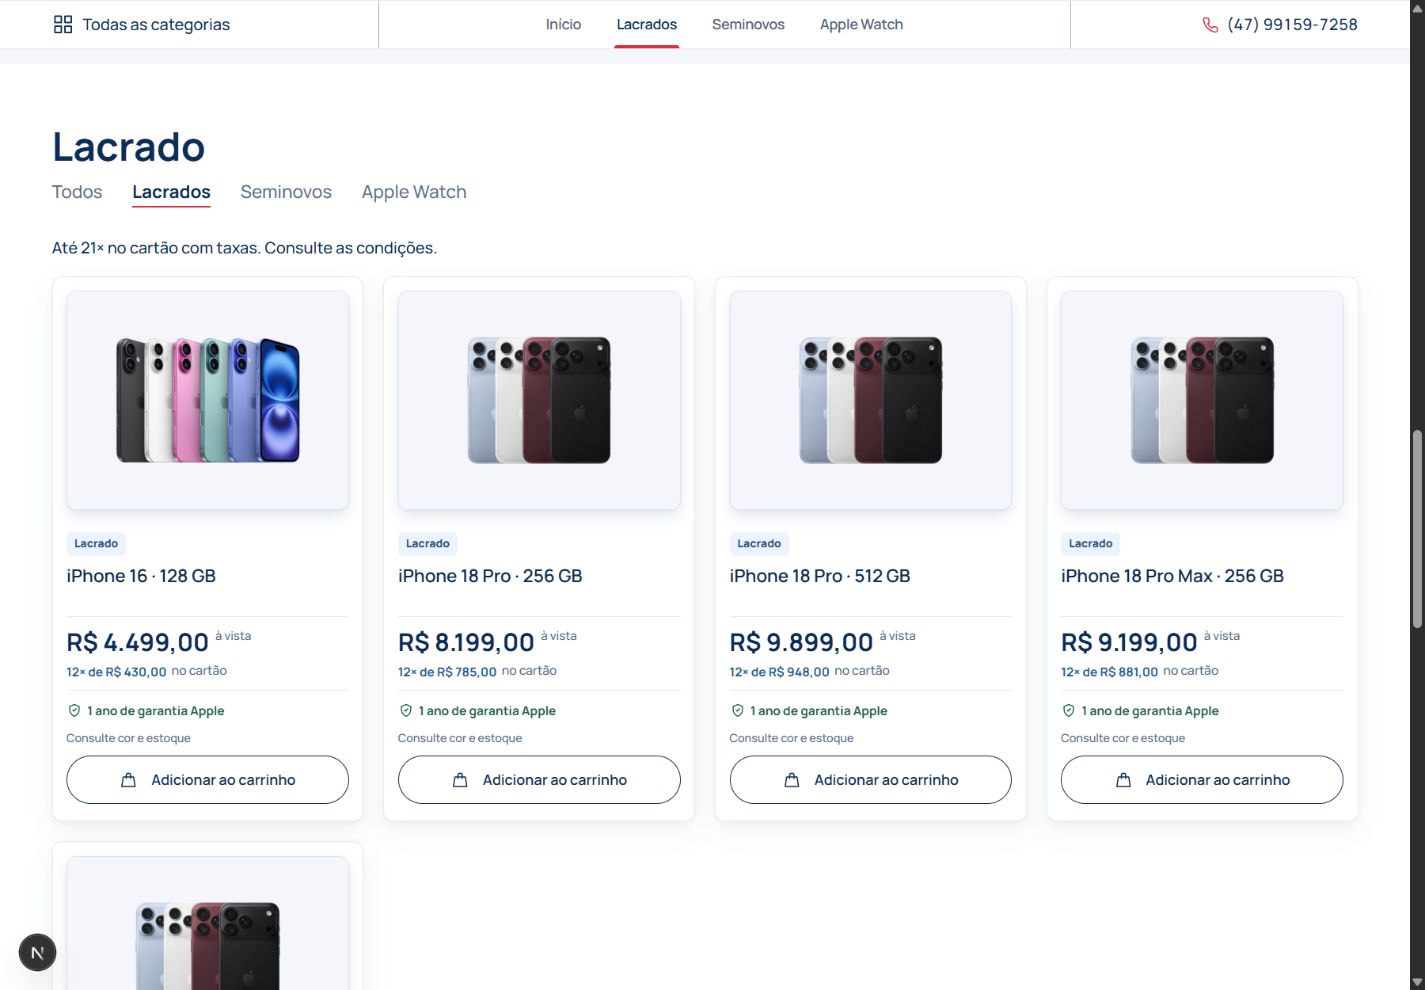 Todas as categorias
Início
Lacrados
Seminovos
Apple Watch
(47) 99159-7258
Lacrado
Todos
Lacrados
Seminovos
Apple Watch
Até 21× no cartão com taxas. Consulte as condições.
Lacrado
iPhone 16 · 128 GB
R$ 4.499,00 à vista
12× de R$ 430,00 no cartão
1 ano de garantia Apple
Consulte cor e estoque
Adicionar ao carrinho
Lacrado
iPhone 18 Pro · 256 GB
R$ 8.199,00 à vista
12× de R$ 785,00 no cartão
1 ano de garantia Apple
Consulte cor e estoque
Adicionar ao carrinho
Lacrado
iPhone 18 Pro · 512 GB
R$ 9.899,00 à vista
12× de R$ 948,00 no cartão
1 ano de garantia Apple
Consulte cor e estoque
Adicionar ao carrinho
Lacrado
iPhone 18 Pro Max · 256 GB
R$ 9.199,00 à vista
12× de R$ 881,00 no cartão
1 ano de garantia Apple
Consulte cor e estoque
Adicionar ao carrinho
N